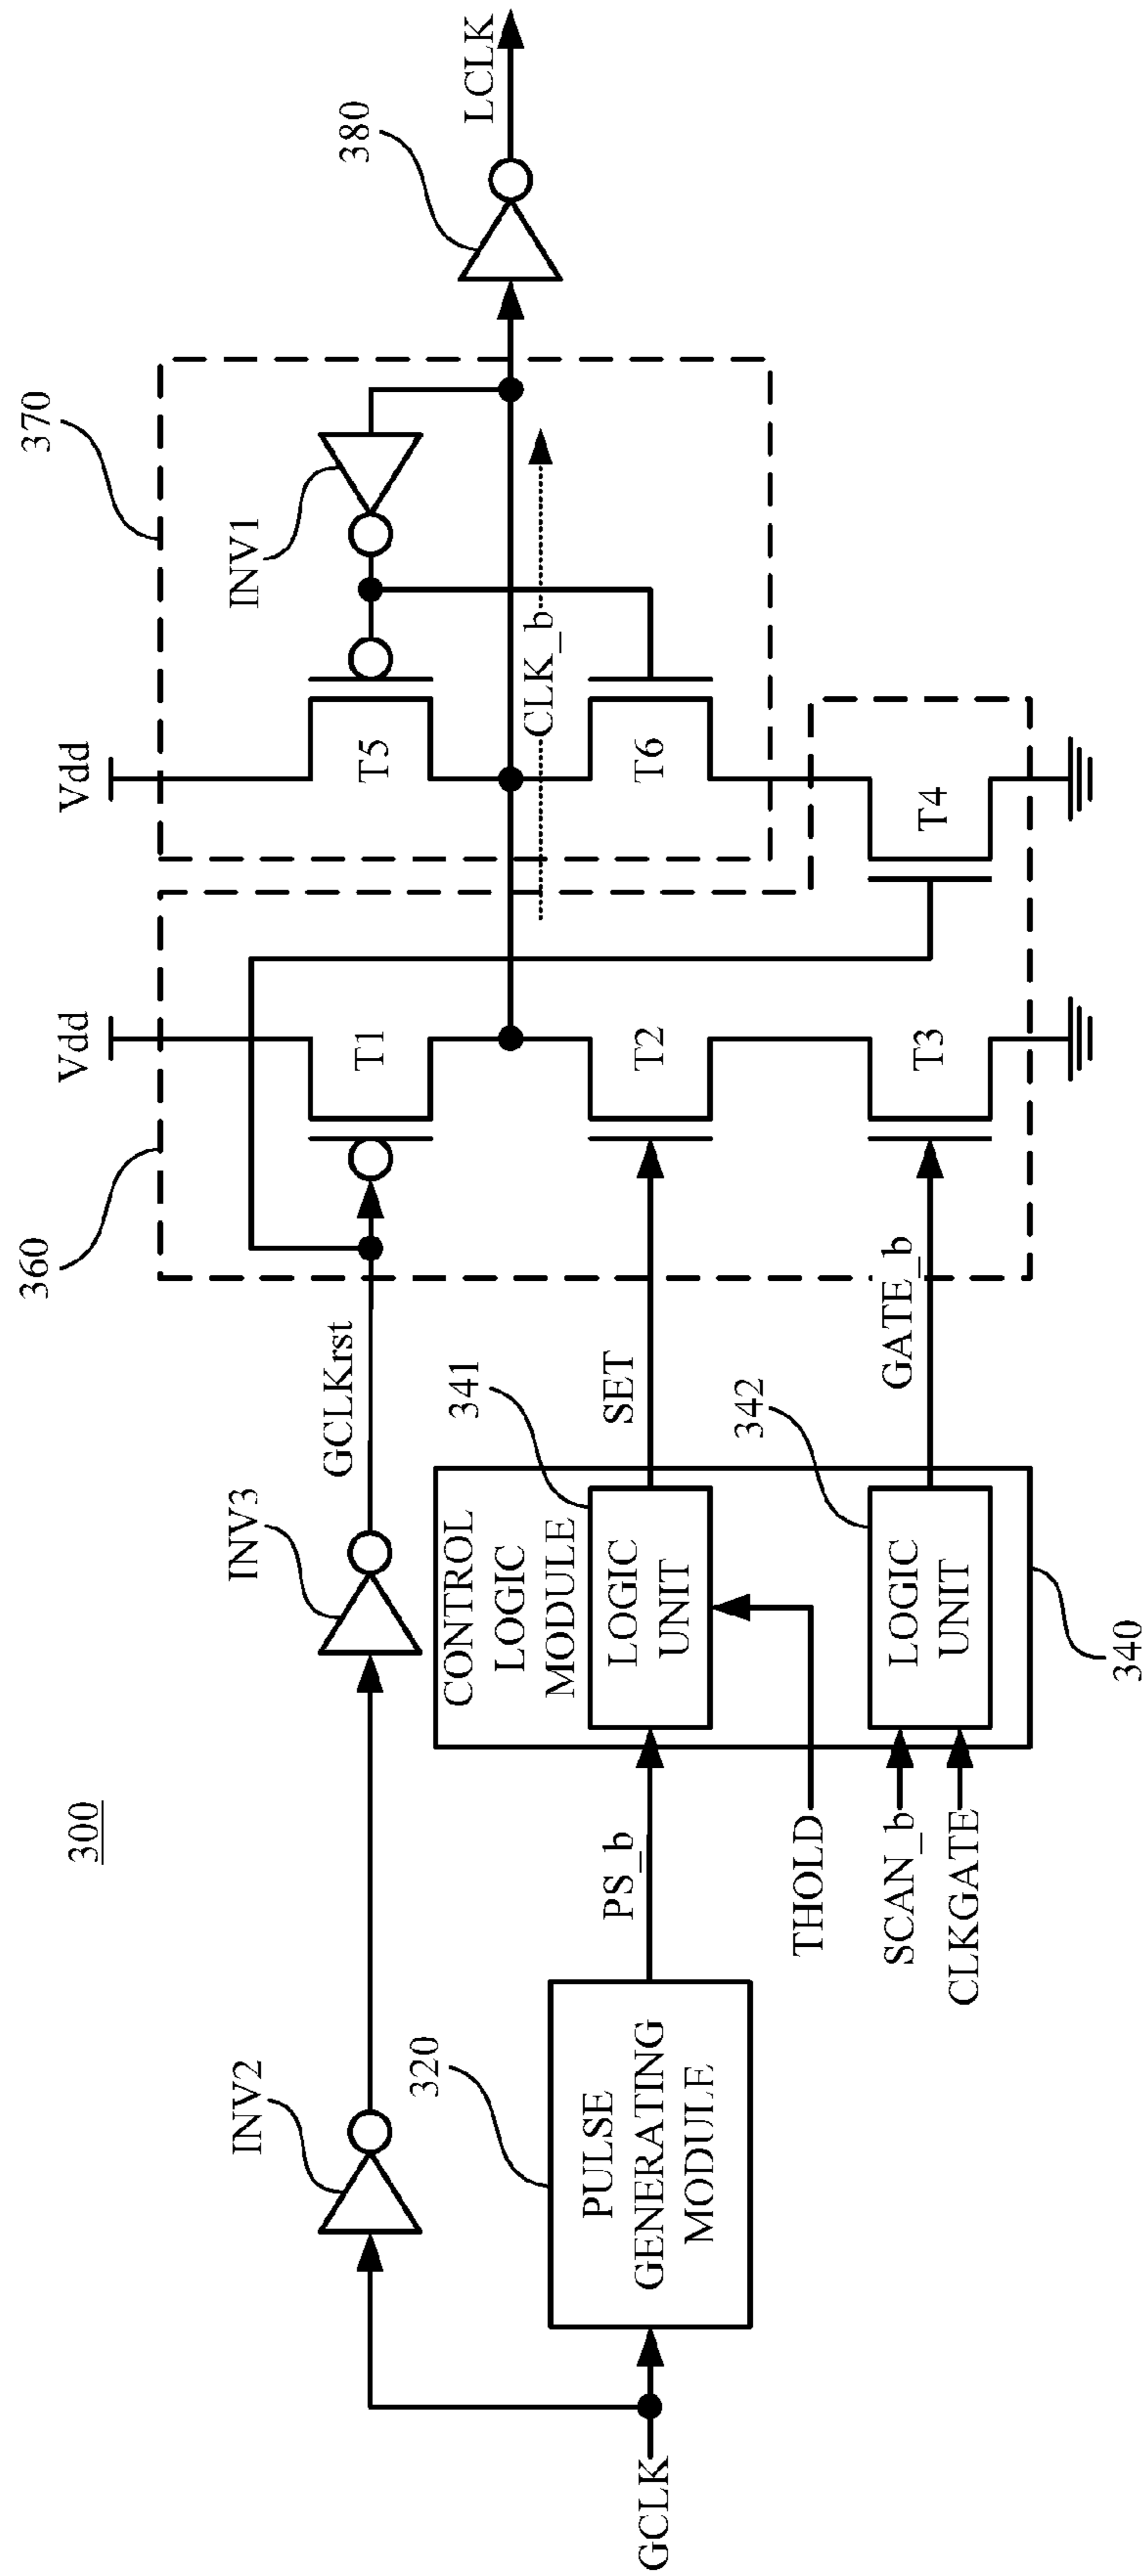 300
Vdd
Vdd
360
370
INV2
INV3
GCLKrst
T1
T5
INV1
380
CLK_b
LCLK
GCLK
320
PULSE
GENERATING
MODULE
PS_b
THOLD
CONTROL
LOGIC
MODULE
341
LOGIC
UNIT
SET
T2
T6
SCAN_b
CLKGATE
342
LOGIC
UNIT
GATE_b
T3
T4
340